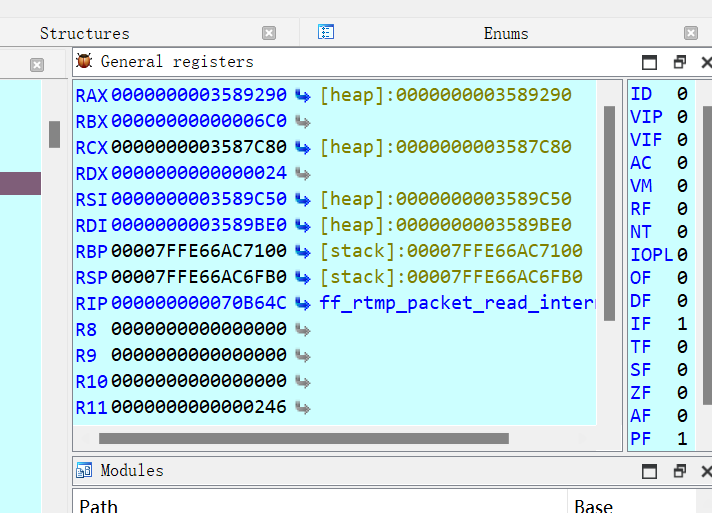 Structures Enums
General registers
RAX 0000000003589290 [heap]:0000000003589290
RBX 00000000000006C0
RCX 0000000003587C80 [heap]:0000000003587C80
RDX 0000000000000024
RSI 0000000003589C50 [heap]:0000000003589C50
RDI 0000000003589BE0 [heap]:0000000003589BE0
RBP 00007FFE66AC7100 [stack]:00007FFE66AC7100
RSP 00007FFE66AC6FB0 [stack]:00007FFE66AC6FB0
RIP 000000000070B64C ff_rtmp_packet_read_inter
R8 0000000000000000
R9 0000000000000000
R10 0000000000000000
R11 0000000000000246
ID 0
VIP 0
VIF 0
AC 0
VM 0
RF 0
NT 0
IOPL 0
OF 0
DF 0
IF 1
TF 0
SF 0
ZF 0
AF 0
PF 1
Modules
Path Base